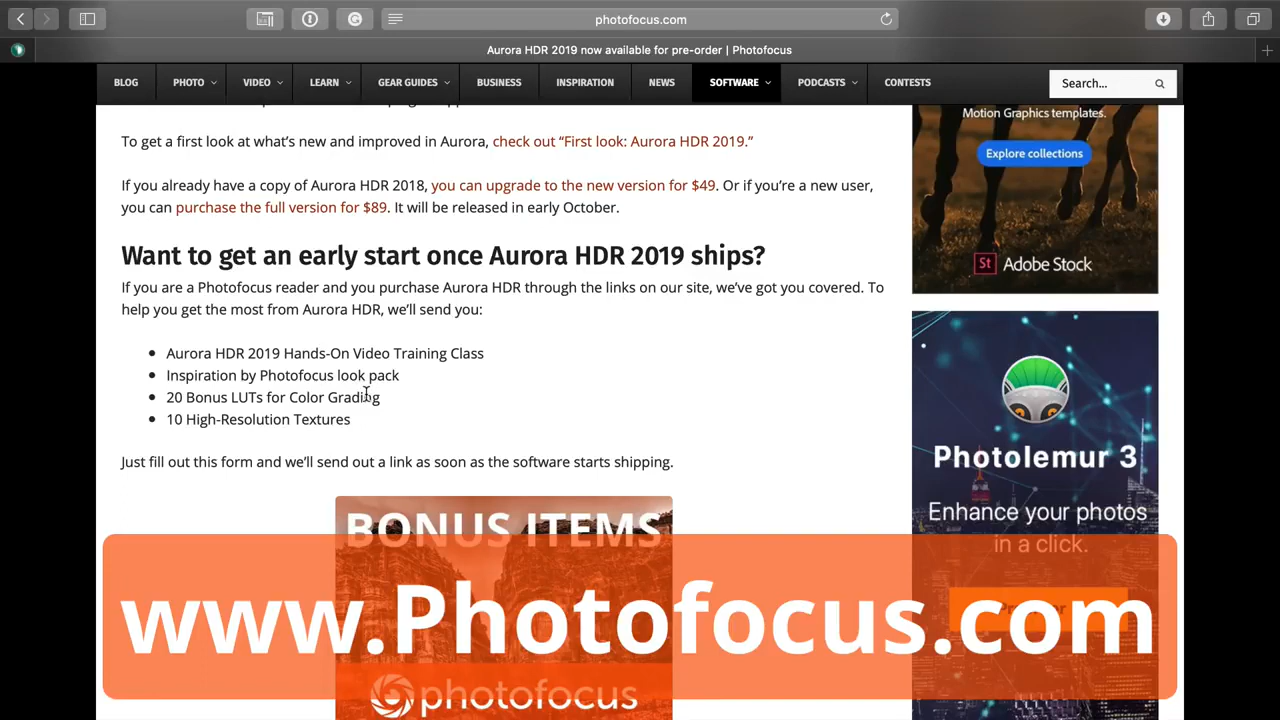 photofocus.com
Aurora HDR 2019 now available for pre-order | Photofocus
BLOG PHOTO VIDEO LEARN GEAR GUIDES BUSINESS INSPIRATION NEWS SOFTWARE PODCASTS CONTESTS Search...
To get a first look at what's new and improved in Aurora, check out “First look: Aurora HDR 2019.”
If you already have a copy of Aurora HDR 2018, you can upgrade to the new version for $49. Or if you're a new user,
you can purchase the full version for $89. It will be released in early October.
Want to get an early start once Aurora HDR 2019 ships?
If you are a Photofocus reader and you purchase Aurora HDR through the links on our site, we've got you covered. To
help you get the most from Aurora HDR, we'll send you:
• Aurora HDR 2019 Hands-On Video Training Class
• Inspiration by Photofocus look pack
• 20 Bonus LUTs for Color Grading
• 10 High-Resolution Textures
Just fill out this form and we'll send out a link as soon as the software starts shipping.
BONUS ITEMS
photofocus
Motion Graphics templates.
Explore collections
St Adobe Stock
Photolemur 3
Enhance your photos
in a click.
www.Photofocus.com